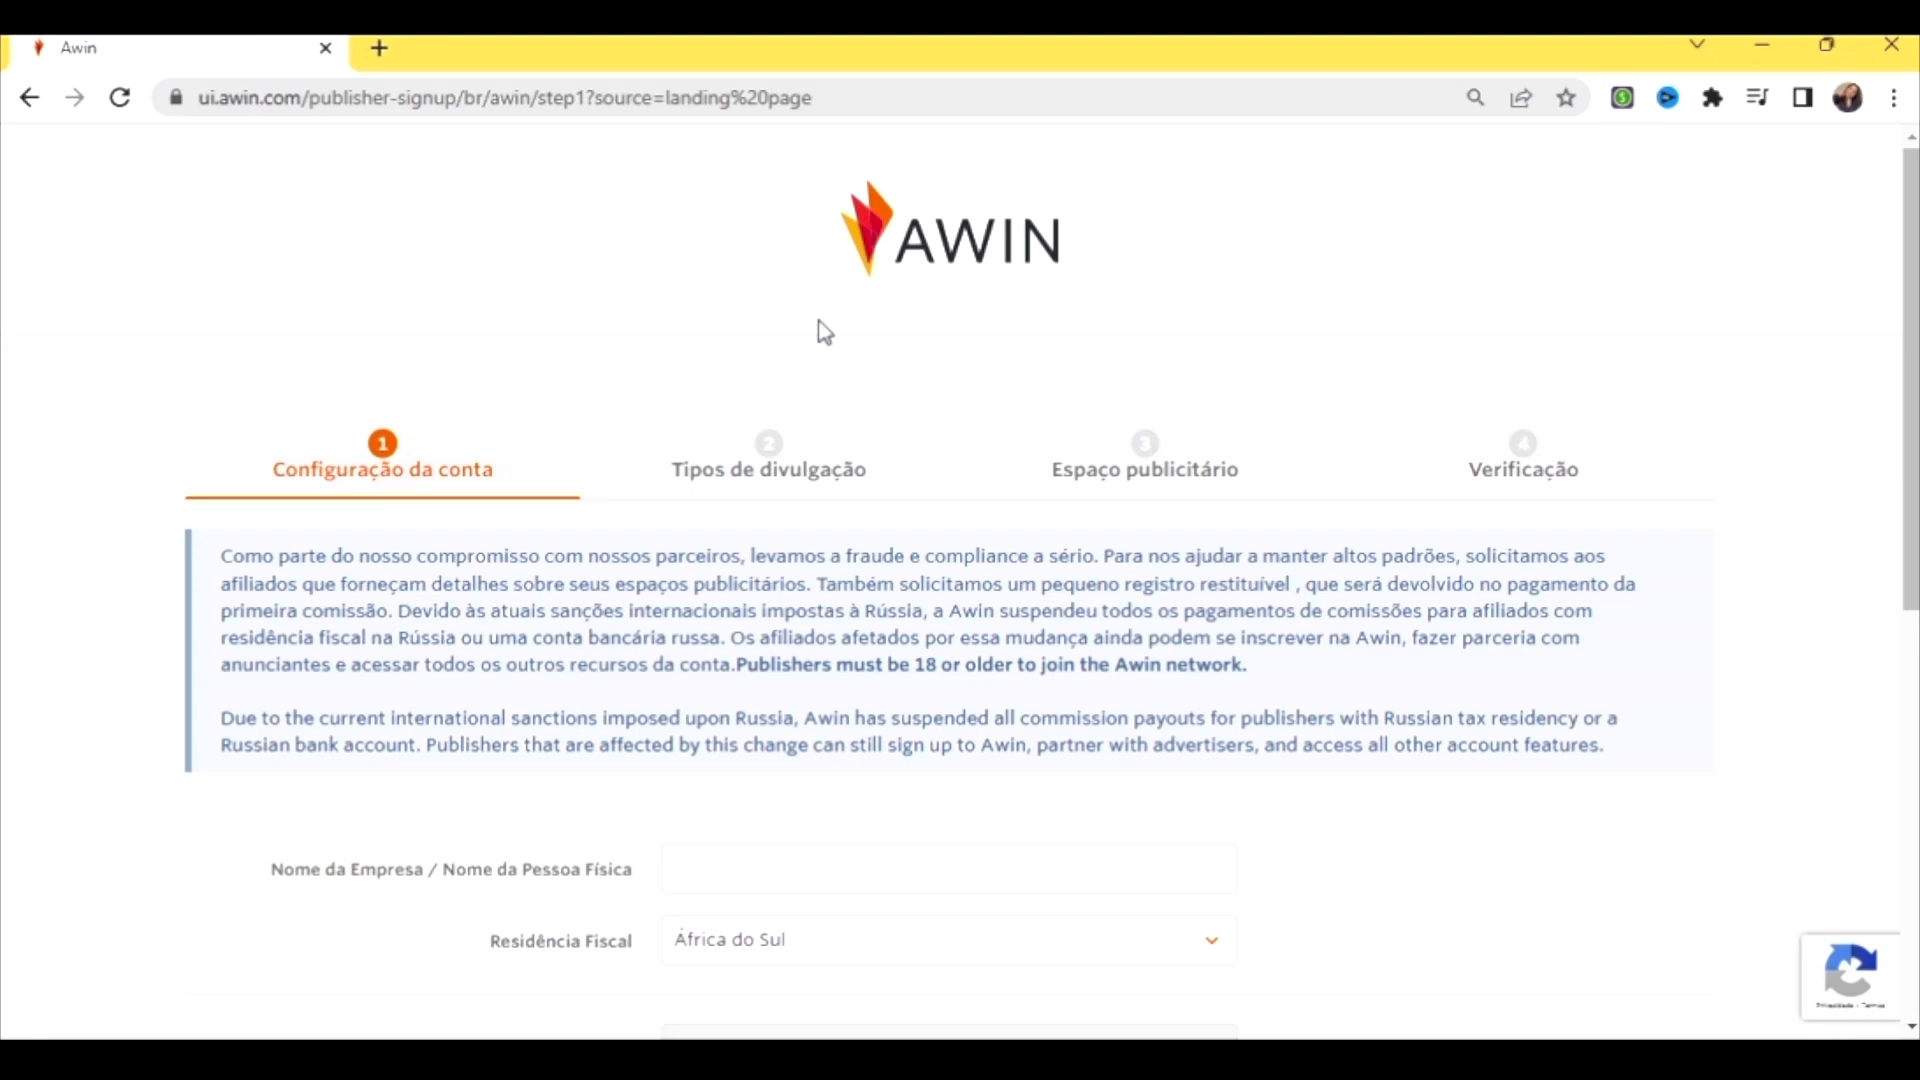 Awin
ui.awin.com/publisher-signup/br/awin/step1?source=landing%20page
AWIN
1
Configuração da conta
2
Tipos de divulgação
3
Espaço publicitário
4
Verificação
Como parte do nosso compromisso com nossos parceiros, levamos a fraude e compliance a sério. Para nos ajudar a manter altos padrões, solicitamos aos
afiliados que forneçam detalhes sobre seus espaços publicitários. Também solicitamos um pequeno registro restituível , que será devolvido no pagamento da
primeira comissão. Devido às atuais sanções internacionais impostas à Rússia, a Awin suspendeu todos os pagamentos de comissões para afiliados com
residência fiscal na Rússia ou uma conta bancária russa. Os afiliados afetados por essa mudança ainda podem se inscrever na Awin, fazer parceria com
anunciantes e acessar todos os outros recursos da conta.Publishers must be 18 or older to join the Awin network.
Due to the current international sanctions imposed upon Russia, Awin has suspended all commission payouts for publishers with Russian tax residency or a
Russian bank account. Publishers that are affected by this change can still sign up to Awin, partner with advertisers, and access all other account features.
Nome da Empresa / Nome da Pessoa Física
Residência Fiscal
África do Sul
Privacidade - Termos